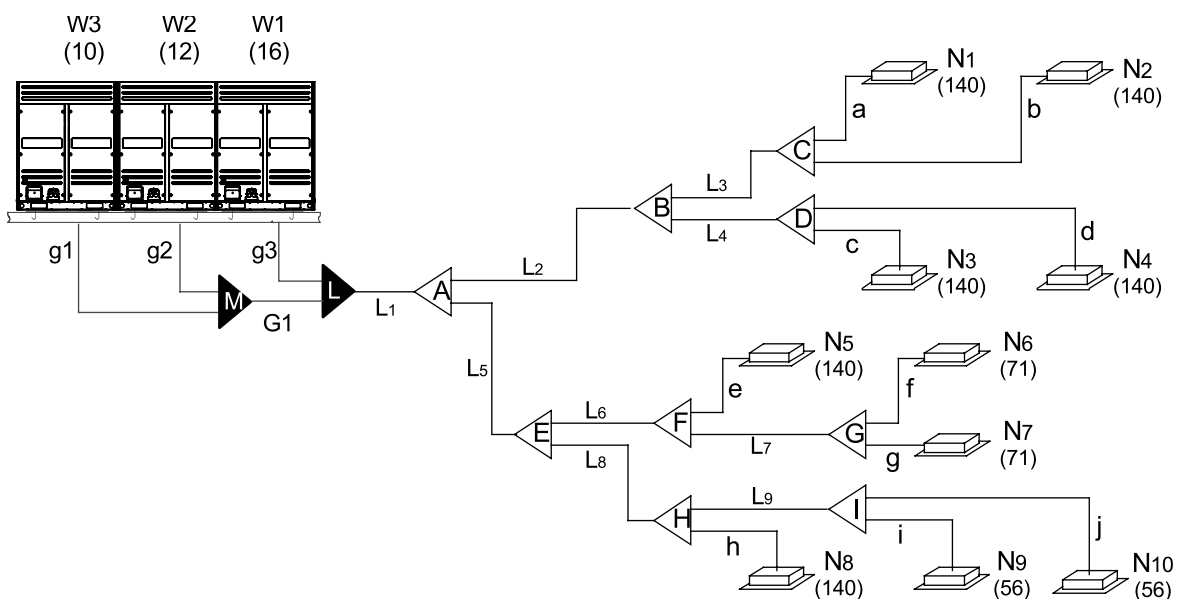 W3 W2 W1
(10) (12) (16)
g1 g2 g3
M L
G1 L1
A
L2
B
L3
L4
C
a
N1
(140)
b
N2
(140)
D
c
N3
(140)
d
N4
(140)
L5
E
L6
F
e
N5
(140)
L7
G
f
N6
(71)
g
N7
(71)
L8
H
h
N8
(140)
L9
I
i
N9
(56)
j
N10
(56)